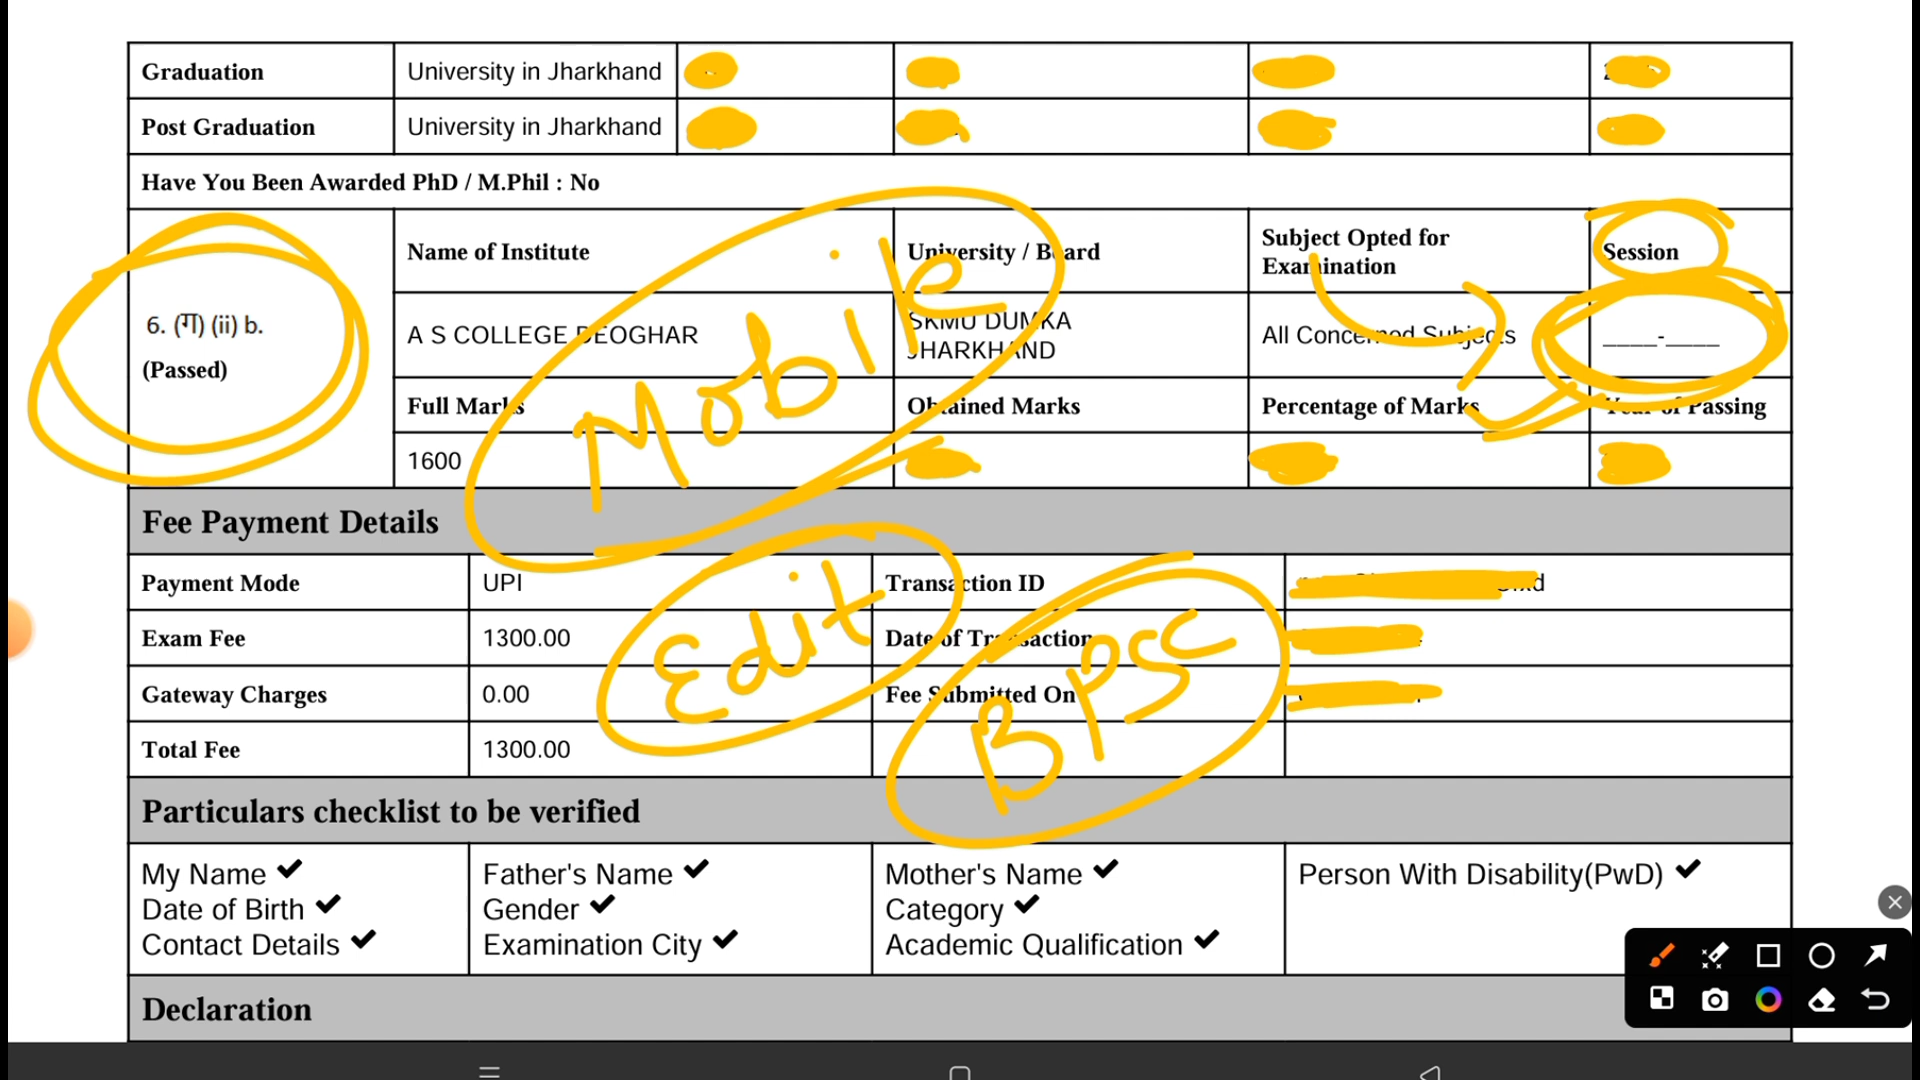 Graduation University in Jharkhand
Post Graduation University in Jharkhand
Have You Been Awarded PhD / M.Phil : No
6. (ग) (ii) b.
(Passed)
Name of Institute University / Board Subject Opted for Examination Session
A S COLLEGE DEOGHAR SKMU DUMKA JHARKHAND All Concerned Subjects ____-____
Full Marks Obtained Marks Percentage of Marks Year of Passing
1600
Mobile
Fee Payment Details
Payment Mode UPI Transaction ID
Exam Fee 1300.00 Date of Transaction
Gateway Charges 0.00 Fee Submitted On
Total Fee 1300.00
Edit
BPSC
Particulars checklist to be verified
My Name ✔ Father's Name ✔ Mother's Name ✔ Person With Disability(PwD) ✔
Date of Birth ✔ Gender ✔ Category ✔
Contact Details ✔ Examination City ✔ Academic Qualification ✔
Declaration